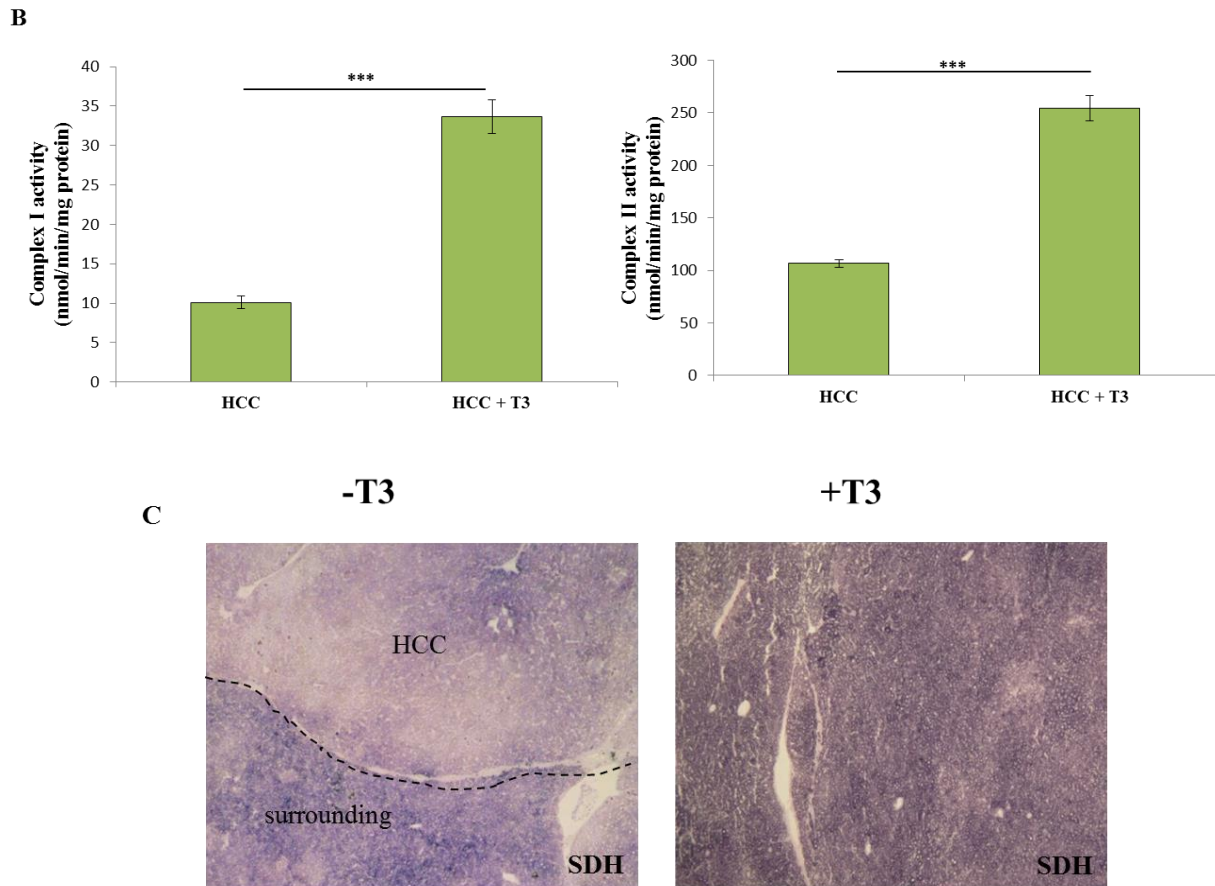 B
***
40
35
30
25
20
15
10
5
0
Complex I activity
(nmol/min/mg protein)
HCC
HCC + T3
***
300
250
200
150
100
50
0
Complex II activity
(nmol/min/mg protein)
HCC
HCC + T3
-T3
+T3
C
HCC
surrounding
SDH
SDH